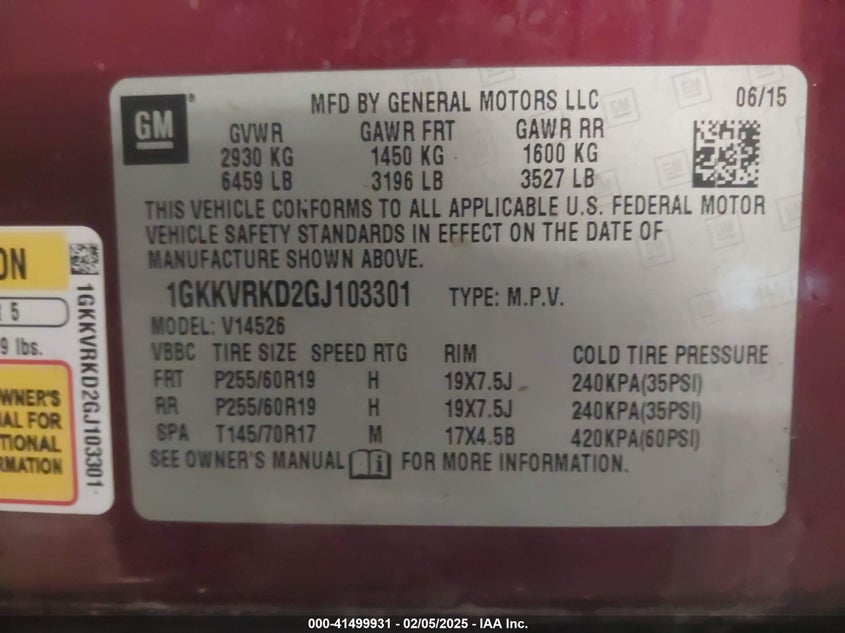 GM
MFD BY GENERAL MOTORS LLC 06/15
GVWR GAWR FRT GAWR RR
2930 KG 1450 KG 1600 KG
6459 LB 3196 LB 3527 LB
THIS VEHICLE CONFORMS TO ALL APPLICABLE U.S. FEDERAL MOTOR
VEHICLE SAFETY STANDARDS IN EFFECT ON THE DATE OF
MANUFACTURE SHOWN ABOVE.
1GKKVRKD2GJ103301 TYPE: M.P.V.
MODEL: V14526
VBBC TIRE SIZE SPEED RTG RIM COLD TIRE PRESSURE
FRT P255/60R19 H 19X7.5J 240KPA(35PSI)
RR P255/60R19 H 19X7.5J 240KPA(35PSI)
SPA T145/70R17 M 17X4.5B 420KPA(60PSI)
SEE OWNER'S MANUAL FOR MORE INFORMATION.
ON
5
9 lbs.
WNER'S
AL FOR
TIONAL
RMATION
1GKKVRKD2GJ103301
000-41499931 - 02/05/2025 - IAA Inc.